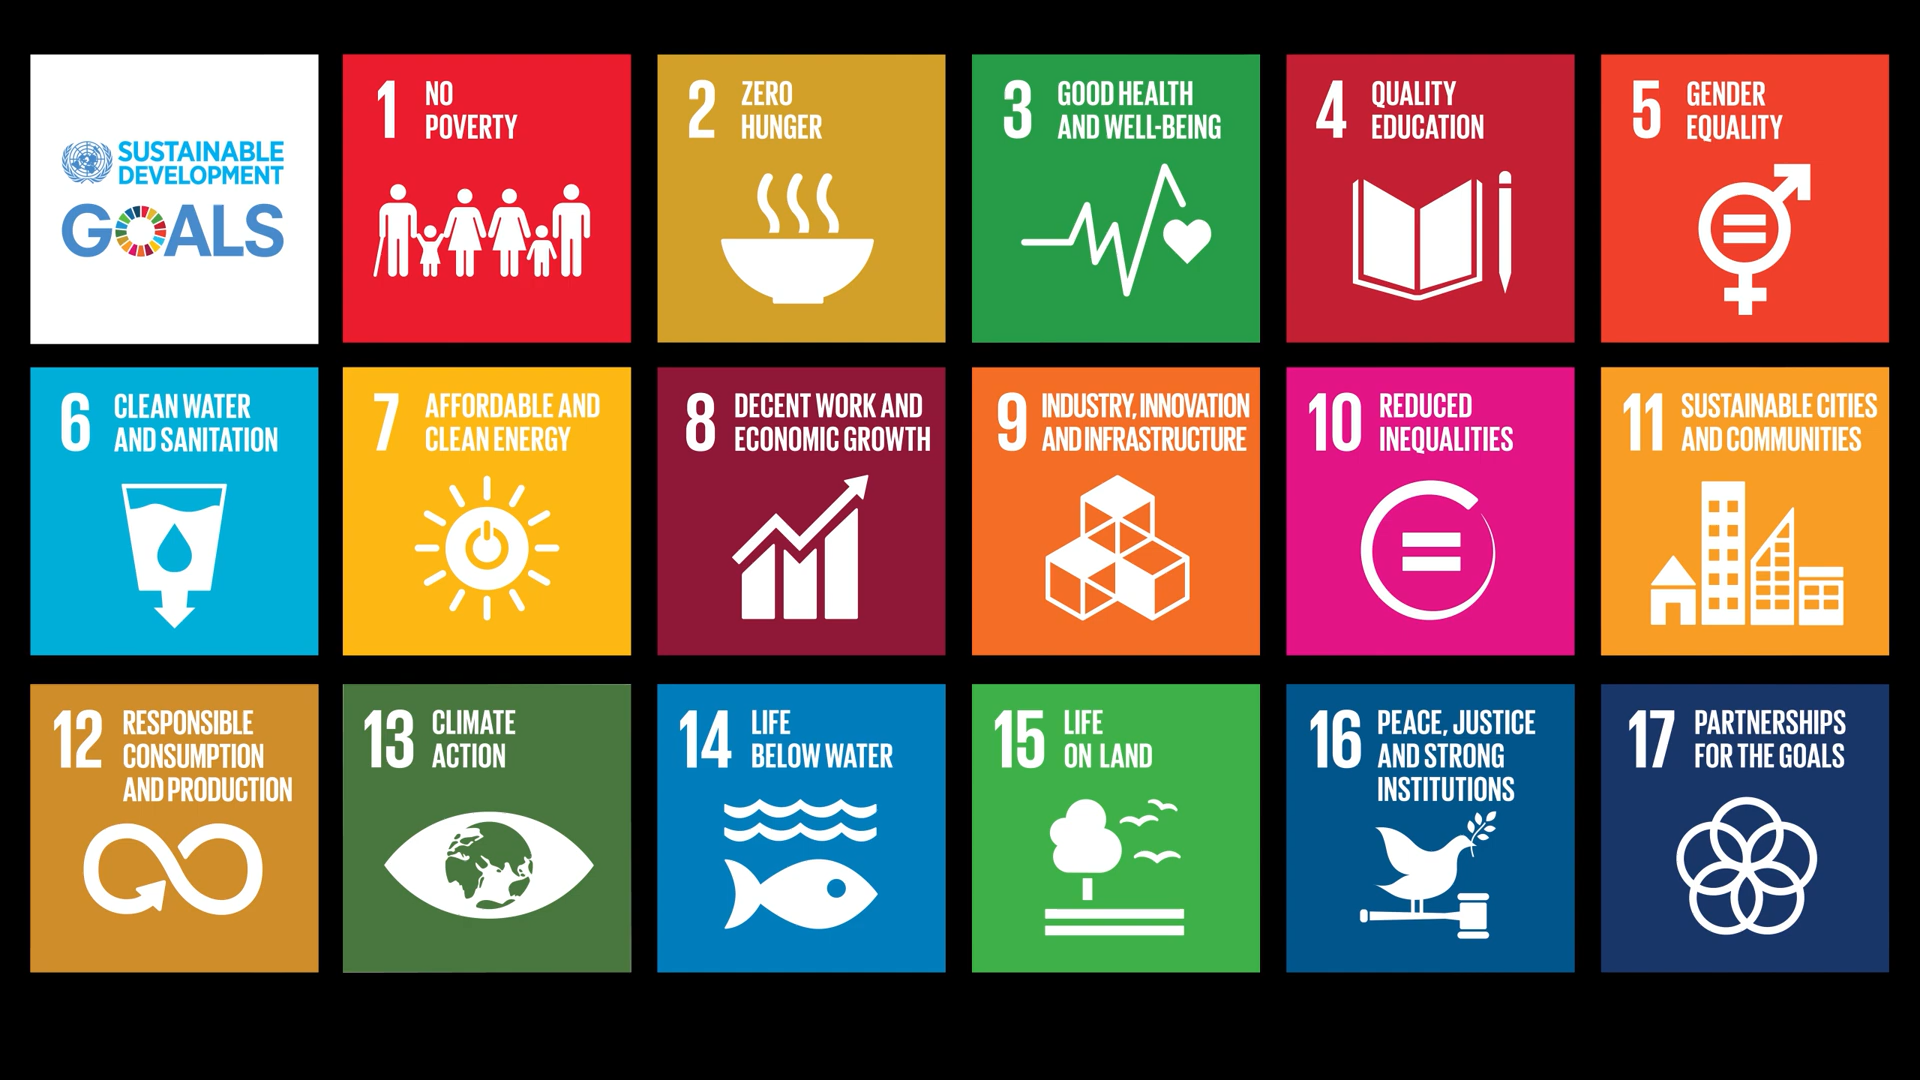 SUSTAINABLE
DEVELOPMENT
GOALS
1 NO
POVERTY
2 ZERO
HUNGER
3 GOOD HEALTH
AND WELL-BEING
4 QUALITY
EDUCATION
5 GENDER
EQUALITY
6 CLEAN WATER
AND SANITATION
7 AFFORDABLE AND
CLEAN ENERGY
8 DECENT WORK AND
ECONOMIC GROWTH
9 INDUSTRY, INNOVATION
AND INFRASTRUCTURE
10 REDUCED
INEQUALITIES
11 SUSTAINABLE CITIES
AND COMMUNITIES
12 RESPONSIBLE
CONSUMPTION
AND PRODUCTION
13 CLIMATE
ACTION
14 LIFE
BELOW WATER
15 LIFE
ON LAND
16 PEACE, JUSTICE
AND STRONG
INSTITUTIONS
17 PARTNERSHIPS
FOR THE GOALS